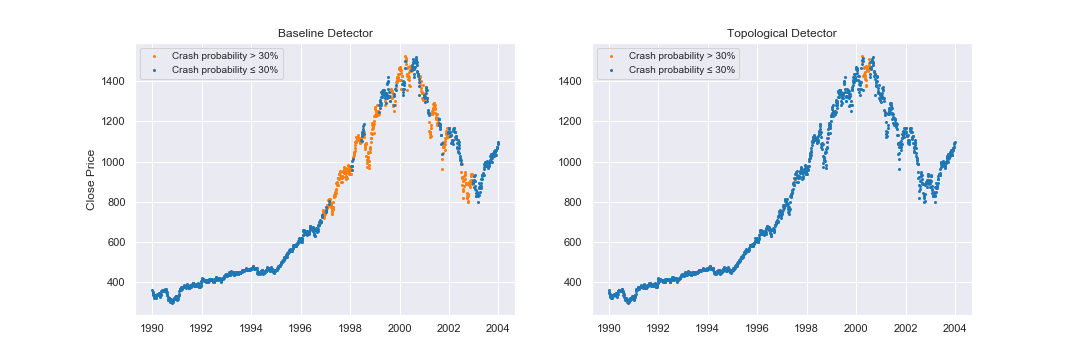 Baseline Detector
Crash probability > 30%
Crash probability ≤ 30%
Close Price
1400
1200
1000
800
600
400
1990 1992 1994 1996 1998 2000 2002 2004
Topological Detector
Crash probability > 30%
Crash probability ≤ 30%
1400
1200
1000
800
600
400
1990 1992 1994 1996 1998 2000 2002 2004